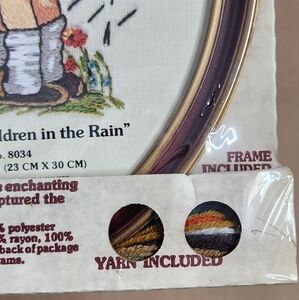 ldren in the Rain"
o. 8034
(23 CM X 30 CM)
FRAME
INCLUDED
s enchanting
ptured the
% polyester
% rayon, 100%
back of package
rams.
YARN INCLUDED